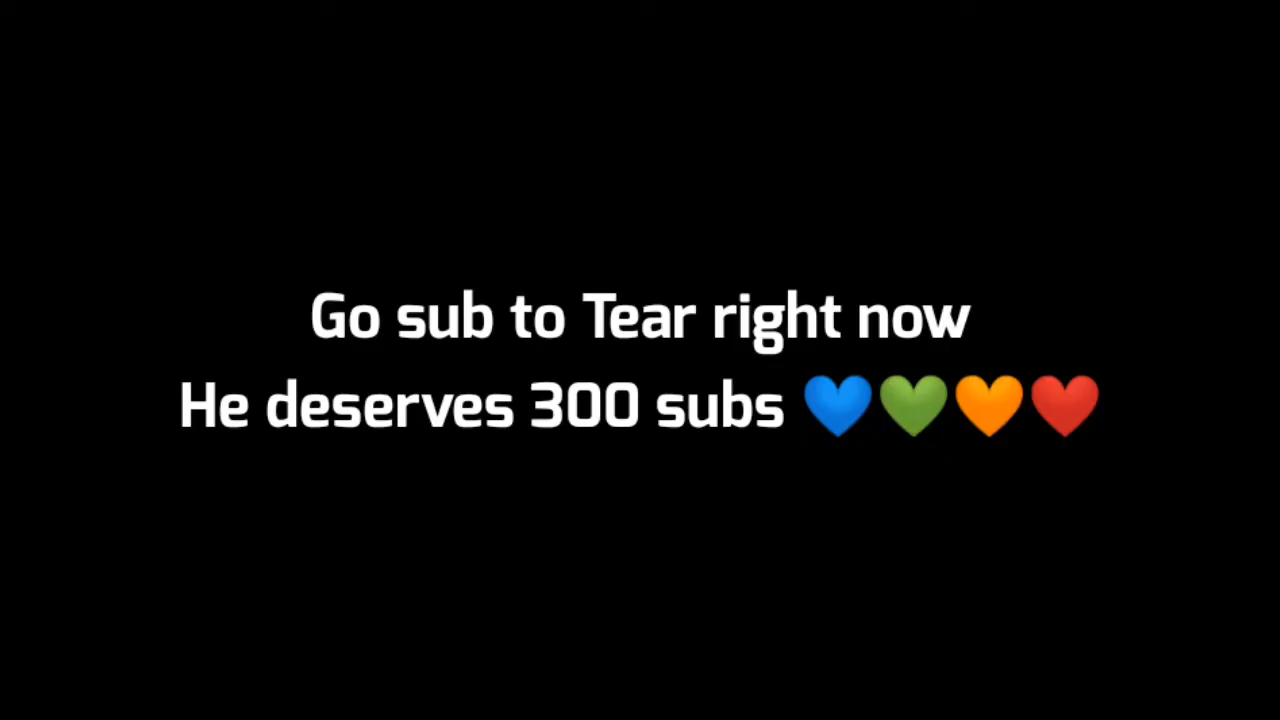 Go sub to Tear right now
He deserves 300 subs 💙💚🧡❤️